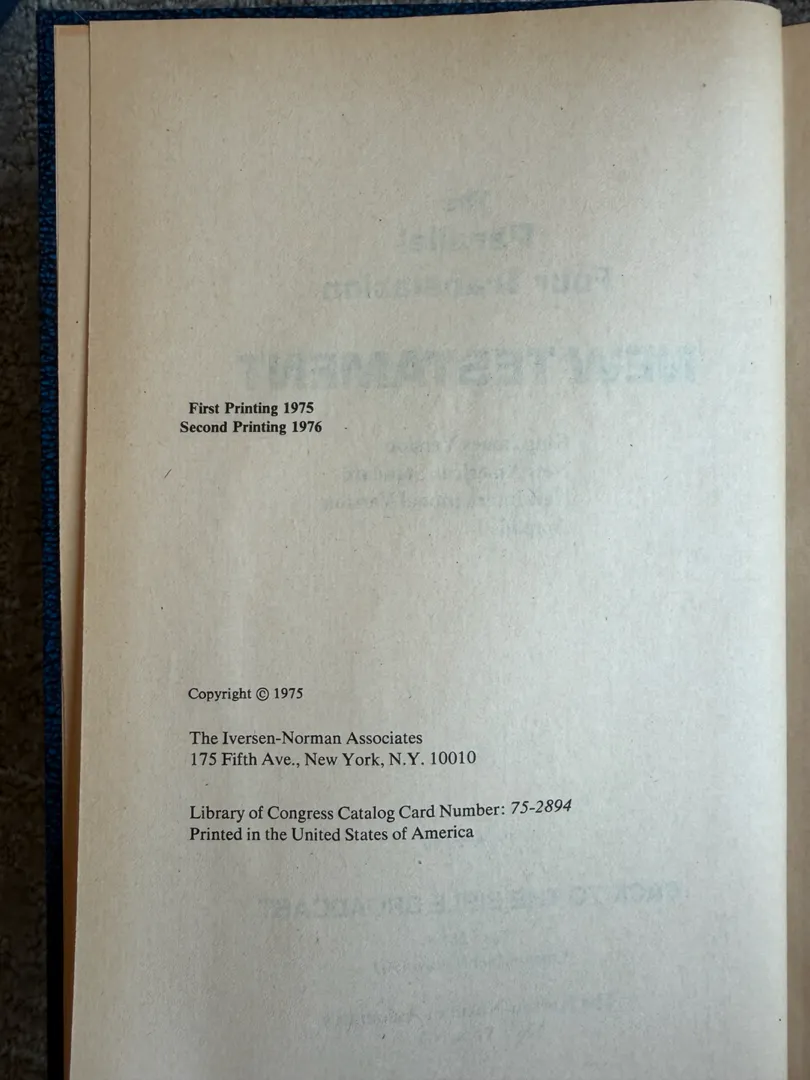 First Printing 1975
Second Printing 1976
Copyright © 1975
The Iversen-Norman Associates
175 Fifth Ave., New York, N.Y. 10010
Library of Congress Catalog Card Number: 75-2894
Printed in the United States of America